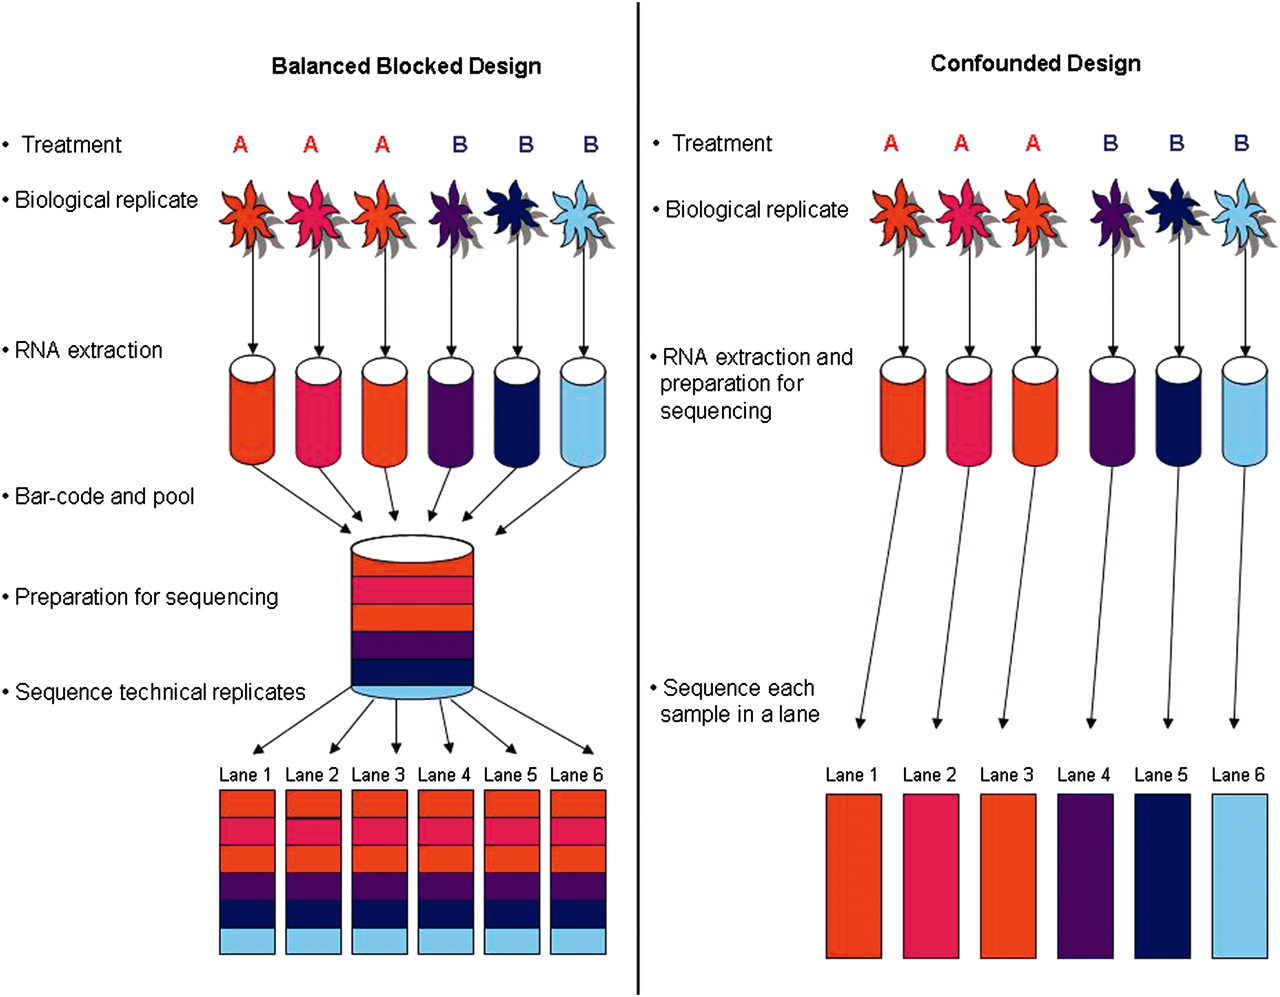 Balanced Blocked Design
• Treatment A A A B B B
• Biological replicate
• RNA extraction
• Bar-code and pool
• Preparation for sequencing
• Sequence technical replicates
Lane 1 Lane 2 Lane 3 Lane 4 Lane 5 Lane 6
Confounded Design
• Treatment A A A B B B
• Biological replicate
• RNA extraction and
preparation for
sequencing
• Sequence each
sample in a lane
Lane 1 Lane 2 Lane 3 Lane 4 Lane 5 Lane 6